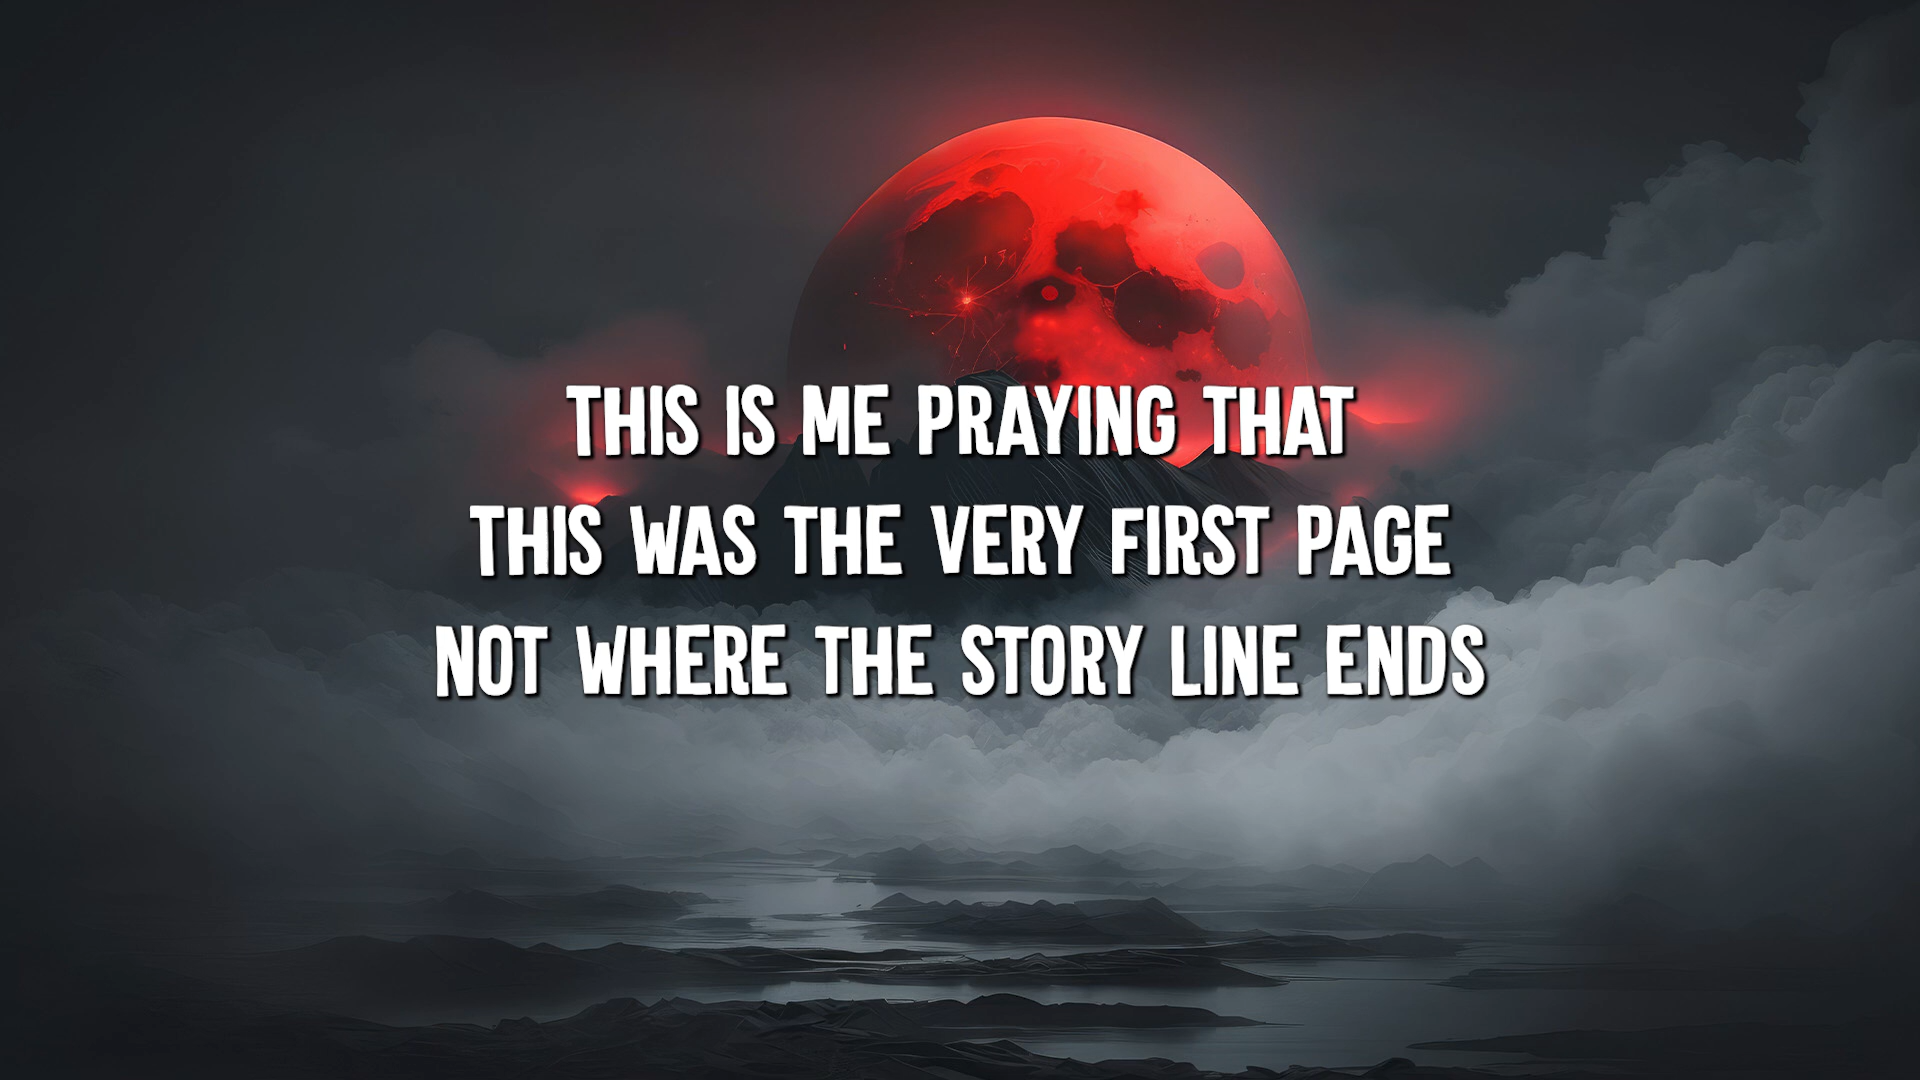 THIS IS ME PRAYING THAT
THIS WAS THE VERY FIRST PAGE
NOT WHERE THE STORY LINE ENDS